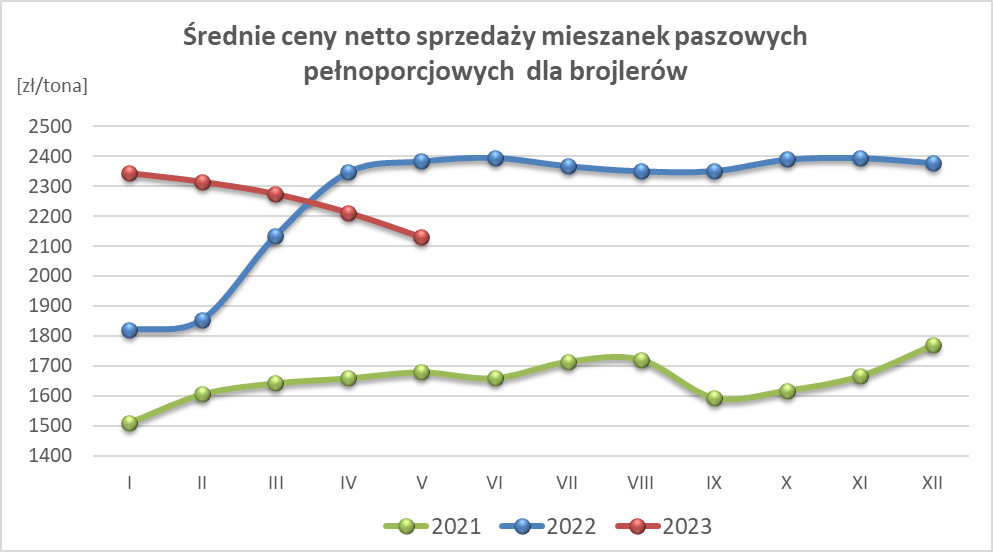 Średnie ceny netto sprzedaży mieszanek paszowych
pełnoporcjowych dla brojlerów
[zł/tona]
2500
2400
2300
2200
2100
2000
1900
1800
1700
1600
1500
1400
I II III IV V VI VII VIII IX X XI XII
2021 2022 2023